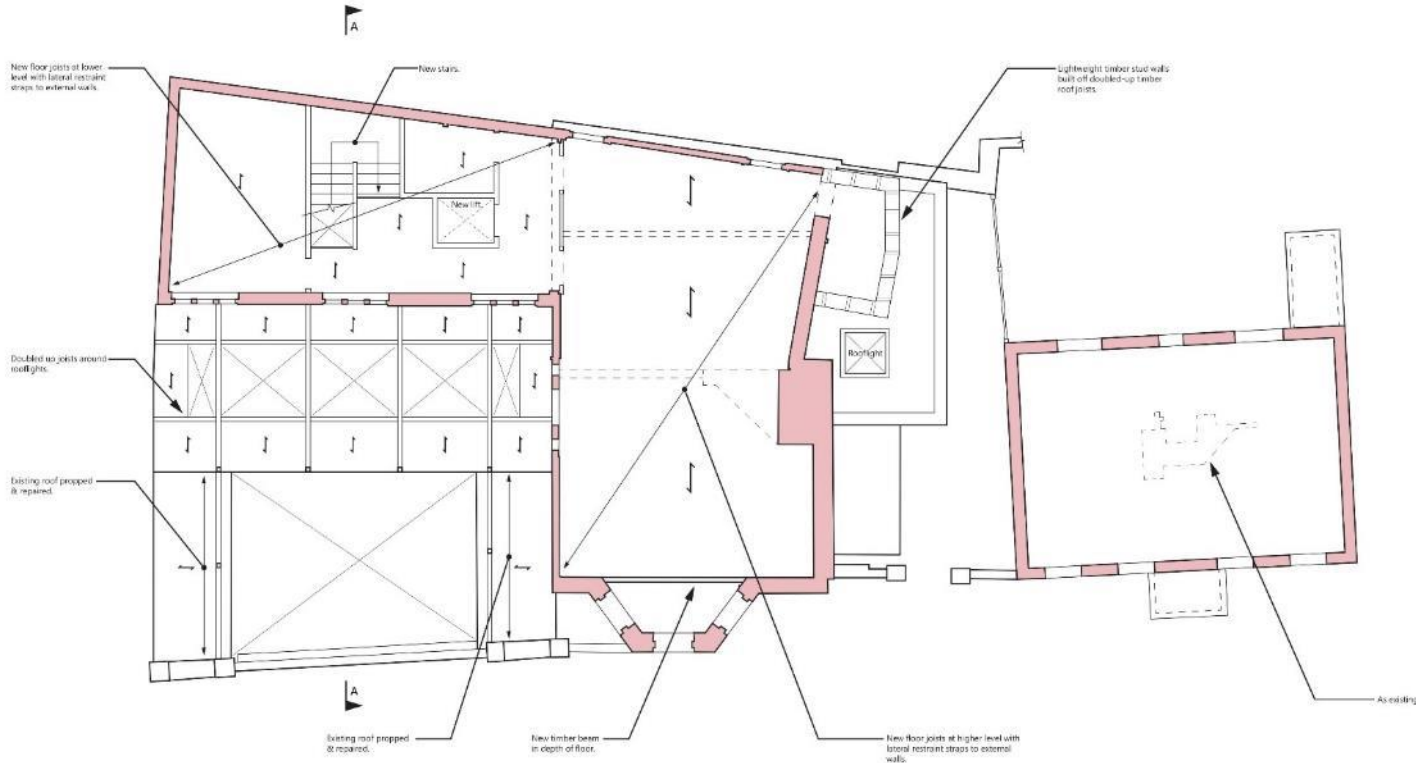 A
New floor joists at lower
level with lateral restraint
straps to external walls.
New stairs.
Lightweight timber stud walls
built off doubled-up timber
roof joists.
New lift.
Rooflight
Doubled up joists around
rooflights.
Existing roof propped
& repaired.
A
As existing
Existing roof propped
& repaired.
New timber beam
in depth of floor.
New floor joists at higher level with
lateral restraint straps to external
walls.